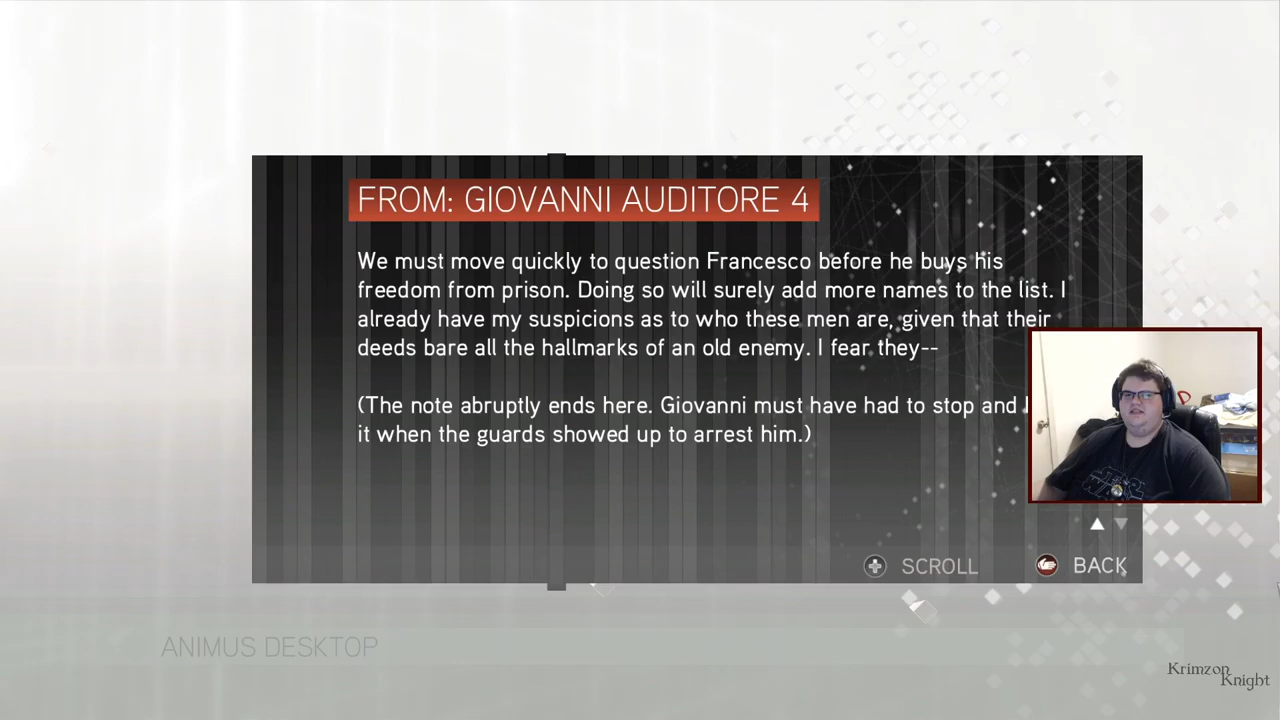 FROM: GIOVANNI AUDITORE 4
We must move quickly to question Francesco before he buys his
freedom from prison. Doing so will surely add more names to the list. I
already have my suspicions as to who these men are, given that their
deeds bare all the hallmarks of an old enemy. I fear they--
(The note abruptly ends here. Giovanni must have had to stop and
it when the guards showed up to arrest him.)
SCROLL BACK
ANIMUS DESKTOP
Krimzon
Knight